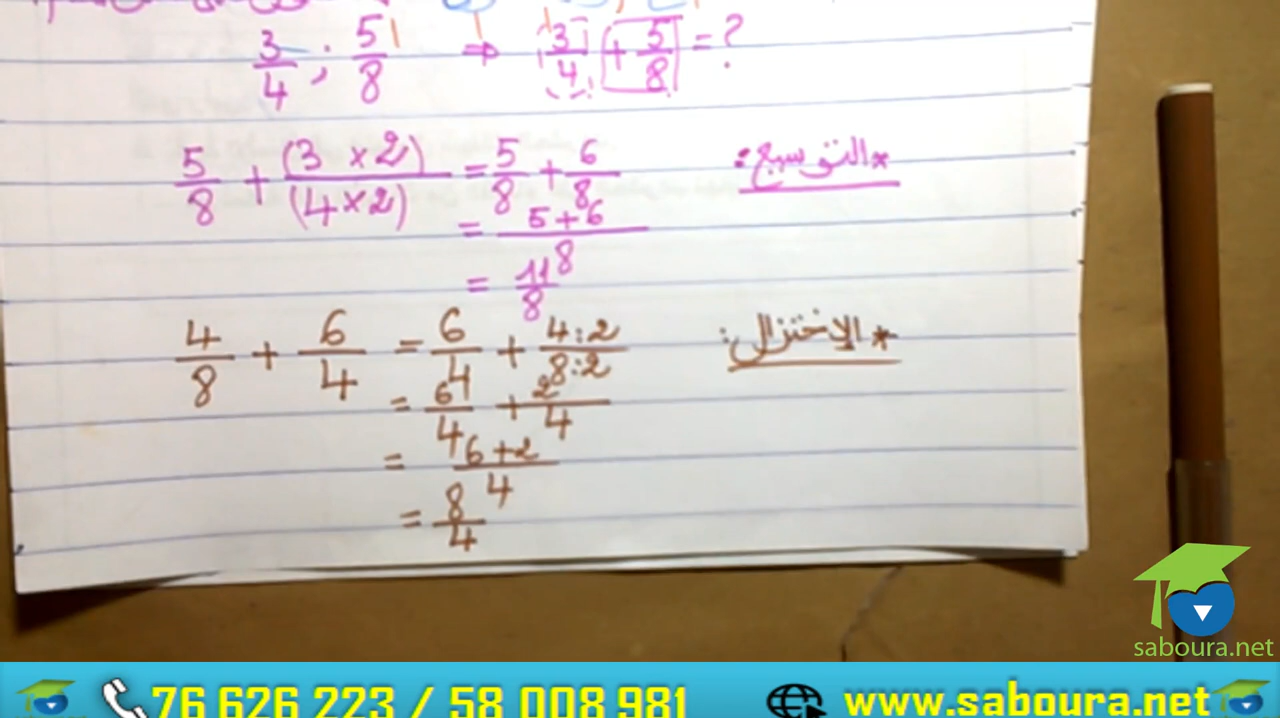 3/4 ; 5/8 ⇒ 3/4 + 5/8 = ?
* التوسيع:
5/8 + (3 × 2)/(4 × 2) = 5/8 + 6/8
= 5+6/8
= 11/8
* الإختزال:
4/8 + 6/4 = 6/4 + 4:2/8:2
= 6/4 + 2/4
= 6+2/4
= 8/4
saboura.net
76 626 223 / 58 008 981
www.saboura.net